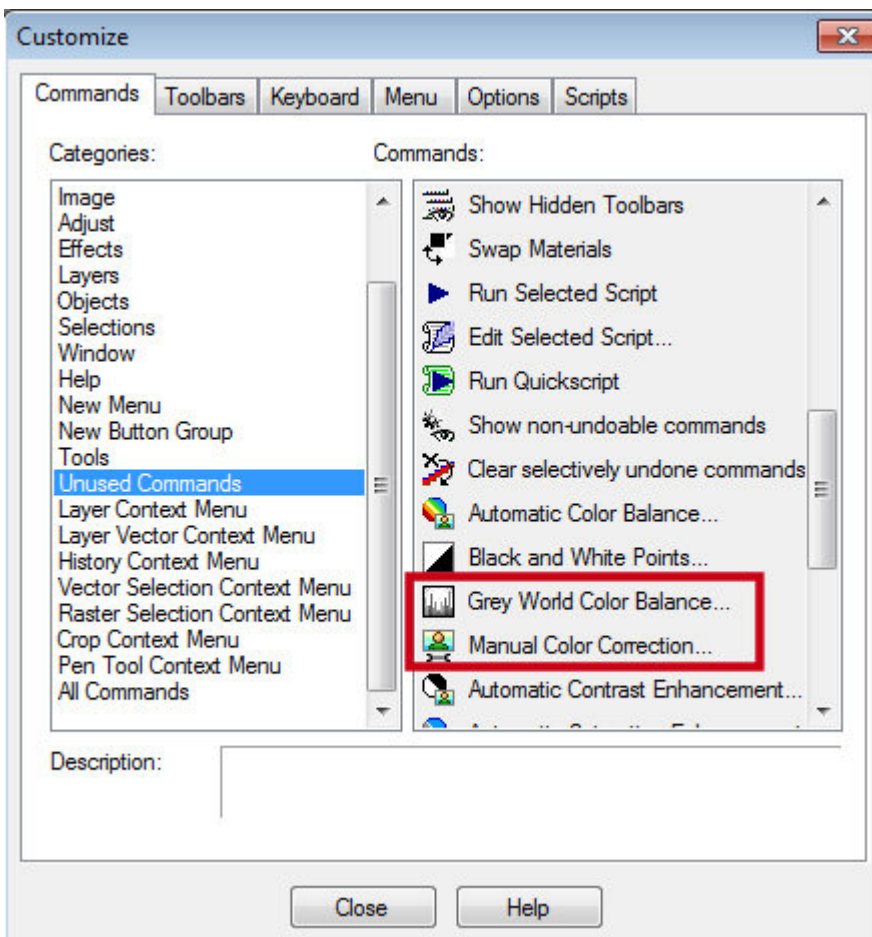 Customize
Commands Toolbars Keyboard Menu Options Scripts
Categories:
Commands:
Image
Adjust
Effects
Layers
Objects
Selections
Window
Help
New Menu
New Button Group
Tools
Unused Commands
Layer Context Menu
Layer Vector Context Menu
History Context Menu
Vector Selection Context Menu
Raster Selection Context Menu
Crop Context Menu
Pen Tool Context Menu
All Commands
Show Hidden Toolbars
Swap Materials
Run Selected Script
Edit Selected Script...
Run Quickscript
Show non-undoable commands
Clear selectively undone commands
Automatic Color Balance...
Black and White Points...
Grey World Color Balance...
Manual Color Correction...
Automatic Contrast Enhancement...
Description:
Close
Help